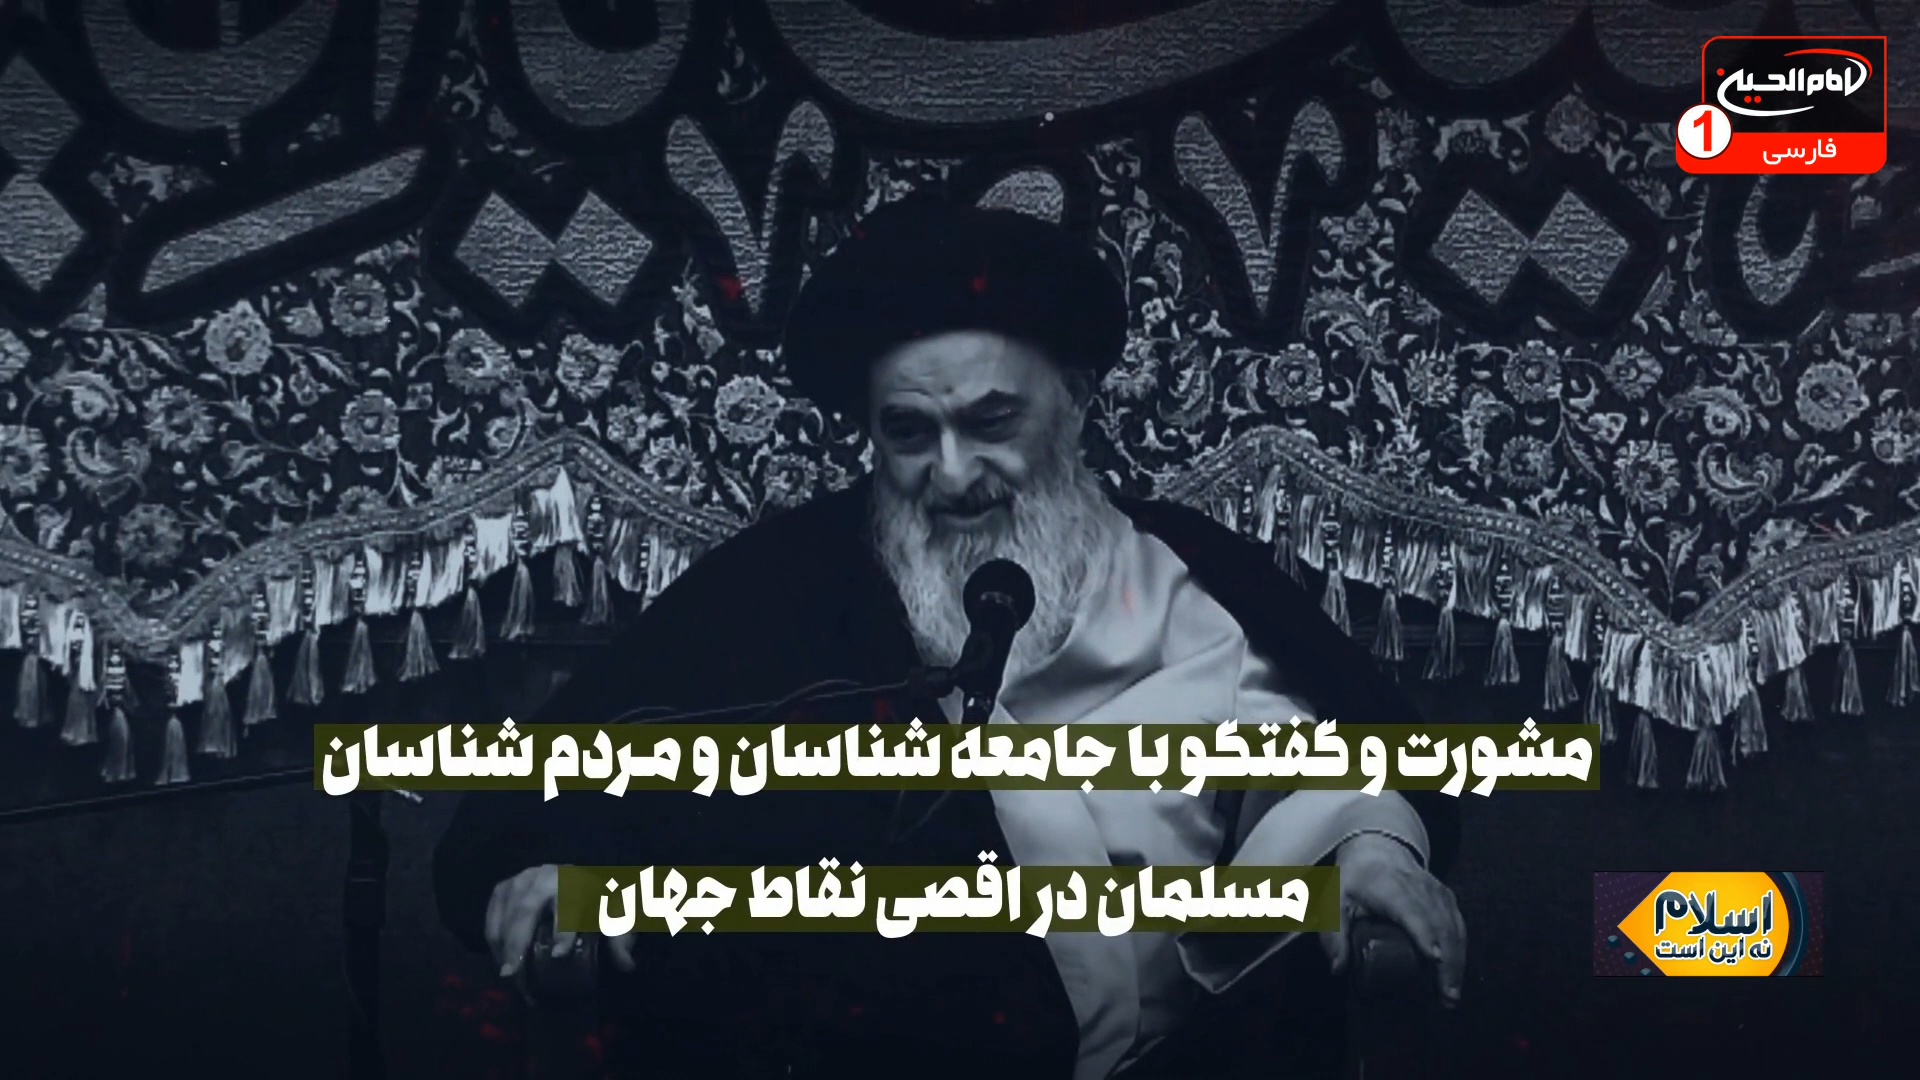 امام الحسین
1
فارسی
مشورت و گفتگو با جامعه شناسان و مردم شناسان
مسلمان در اقصی نقاط جهان
اسلام
نه این است